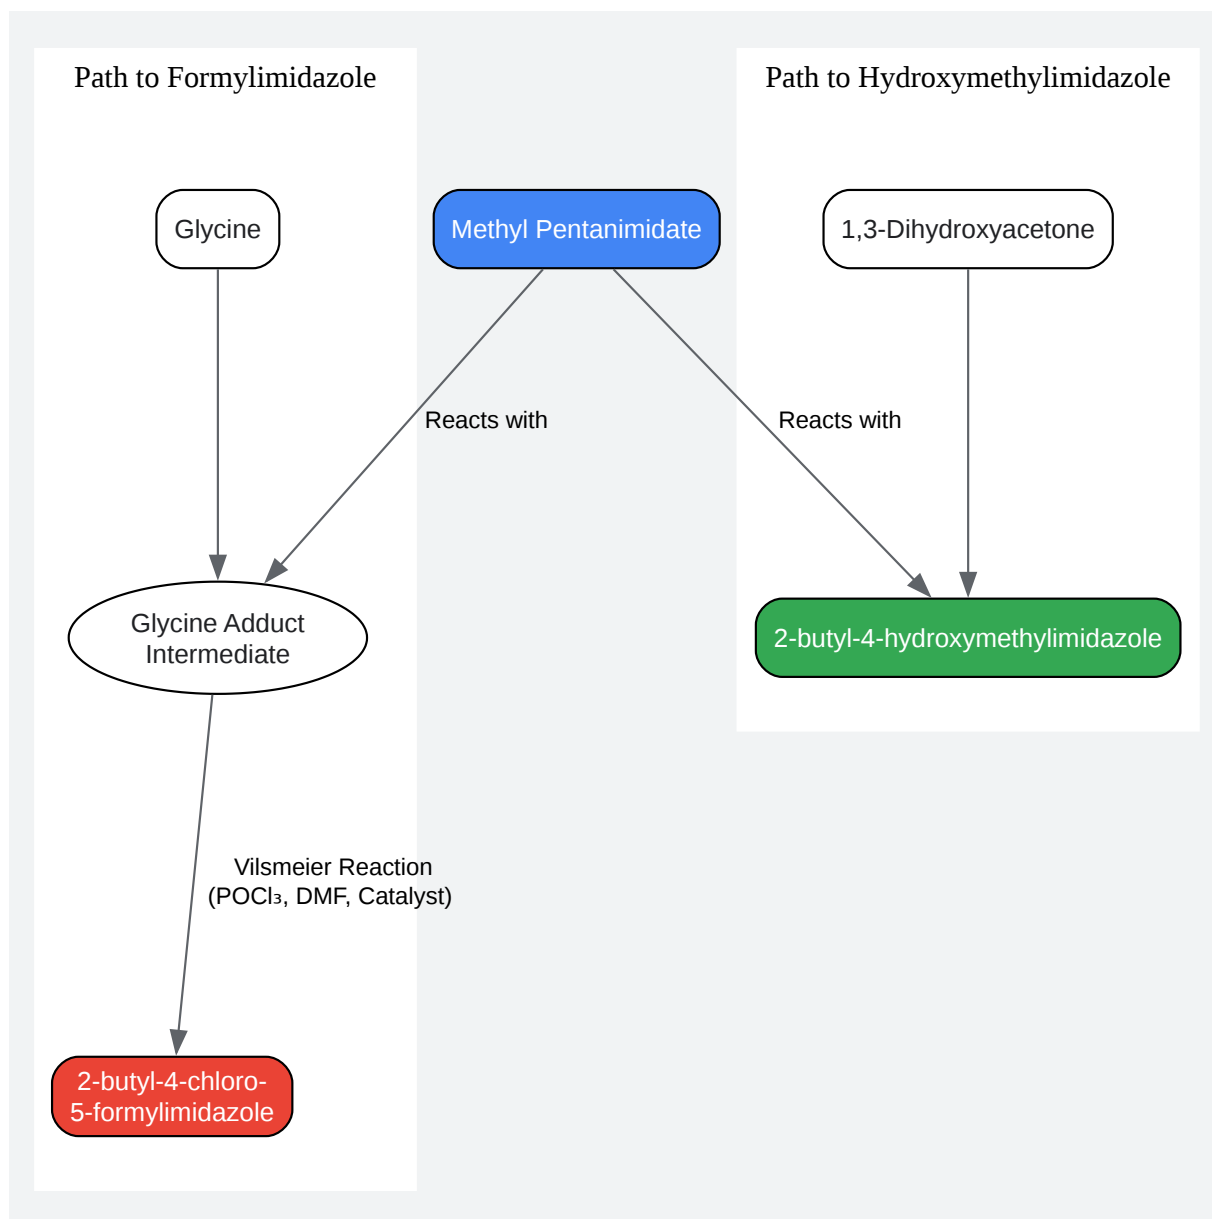 Path to Formylimidazole
Path to Hydroxymethylimidazole
Glycine
Methyl Pentanimidate
1,3-Dihydroxyacetone
Reacts with
Reacts with
Glycine Adduct
Intermediate
2-butyl-4-hydroxymethylimidazole
Vilsmeier Reaction
(POCl₃, DMF, Catalyst)
2-butyl-4-chloro-
5-formylimidazole